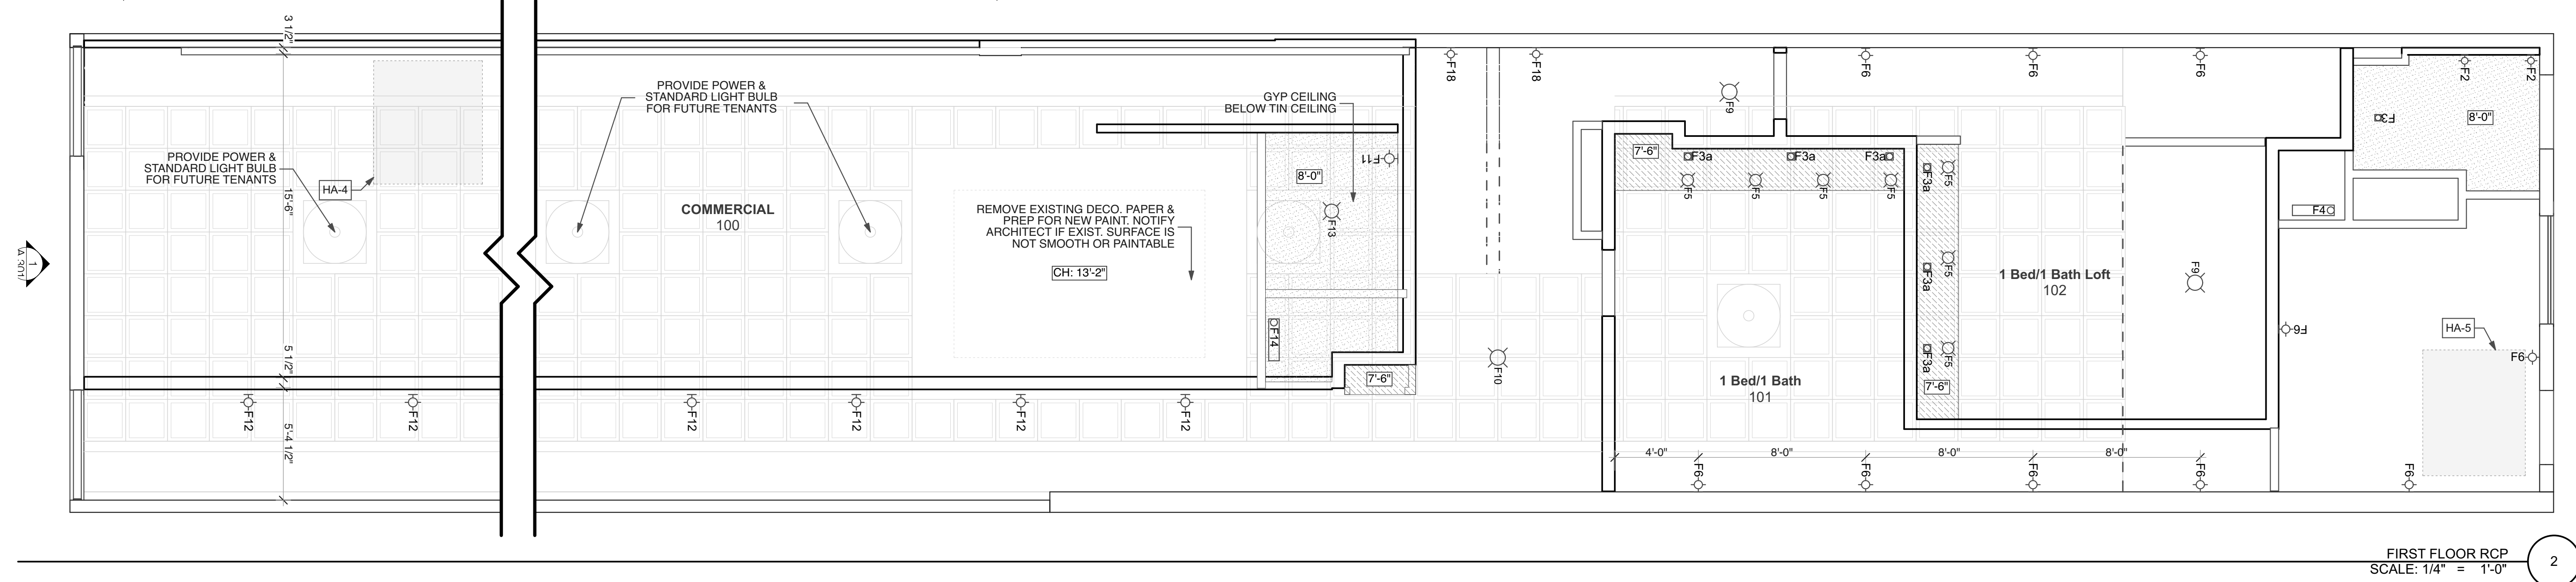 3 1/2"
PROVIDE POWER &
STANDARD LIGHT BULB
FOR FUTURE TENANTS
HA-4
15'-6"
5 1/2"
5'-4 1/2"
1
A.301
F12
F12
PROVIDE POWER &
STANDARD LIGHT BULB
FOR FUTURE TENANTS
COMMERCIAL
100
REMOVE EXISTING DECO. PAPER &
PREP FOR NEW PAINT. NOTIFY
ARCHITECT IF EXIST. SURFACE IS
NOT SMOOTH OR PAINTABLE
CH: 13'-2"
F12
F12
F12
F12
GYP CEILING
BELOW TIN CEILING
F11
8'-0"
F13
F14
7'-6"
F18
F18
F10
F9
7'-6"
F3a
F3a
F3a
F5
F5
F5
F5
1 Bed/1 Bath
101
F6
F6
F6
F3a
F5
F3a
F5
F3a
F5
7'-6"
1 Bed/1 Bath Loft
102
F9
4'-0"
8'-0"
8'-0"
8'-0"
F6
F6
F6
F6
F2
F2
F3
8'-0"
F4
F6
HA-5
F6
F6
FIRST FLOOR RCP
SCALE: 1/4" = 1'-0"
2